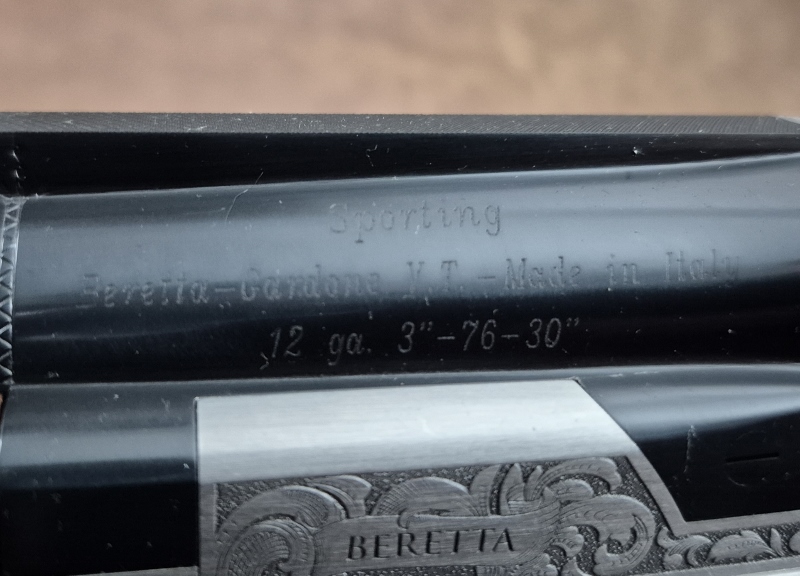 Sporting
Beretta-Gardone V.T. - Made in Italy
12 ga. 3"-76-30"
BERETTA